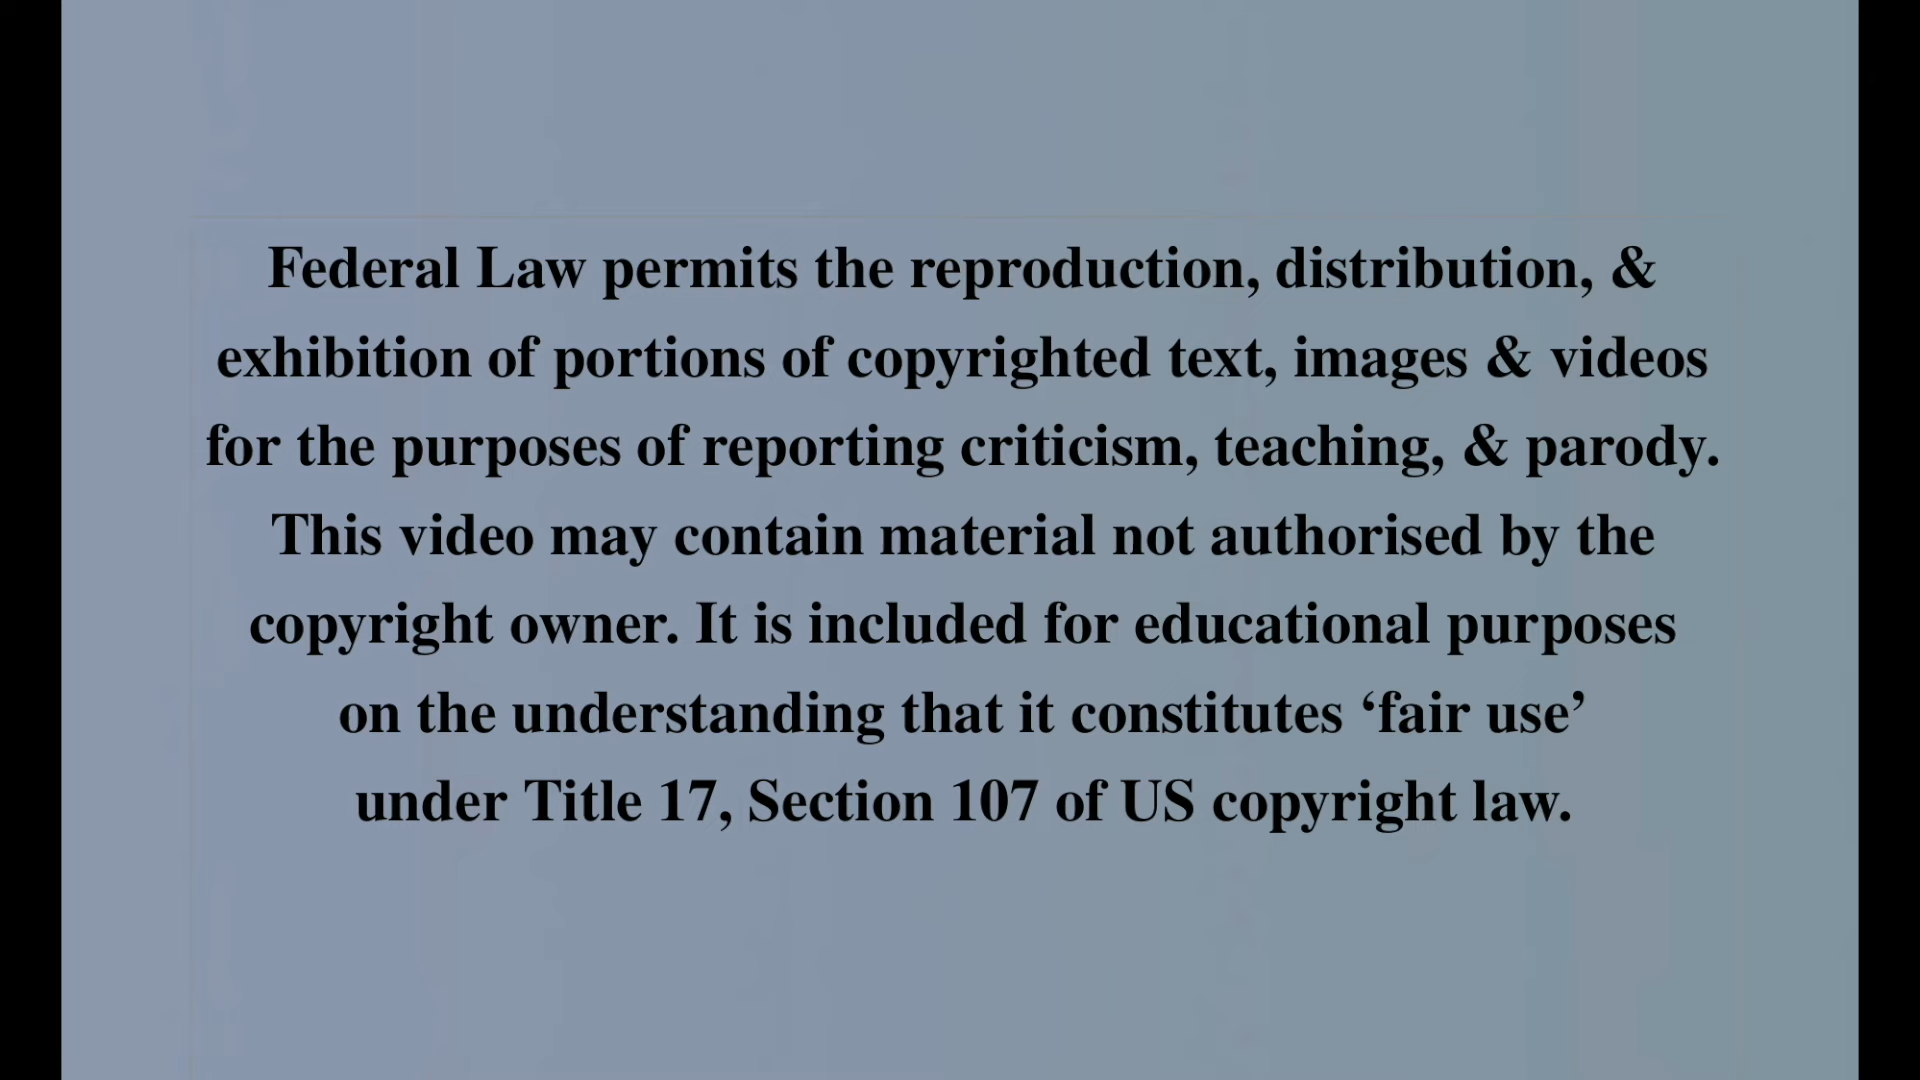 Federal Law permits the reproduction, distribution, &
exhibition of portions of copyrighted text, images & videos
for the purposes of reporting criticism, teaching, & parody.
This video may contain material not authorised by the
copyright owner. It is included for educational purposes
on the understanding that it constitutes ‘fair use’
under Title 17, Section 107 of US copyright law.